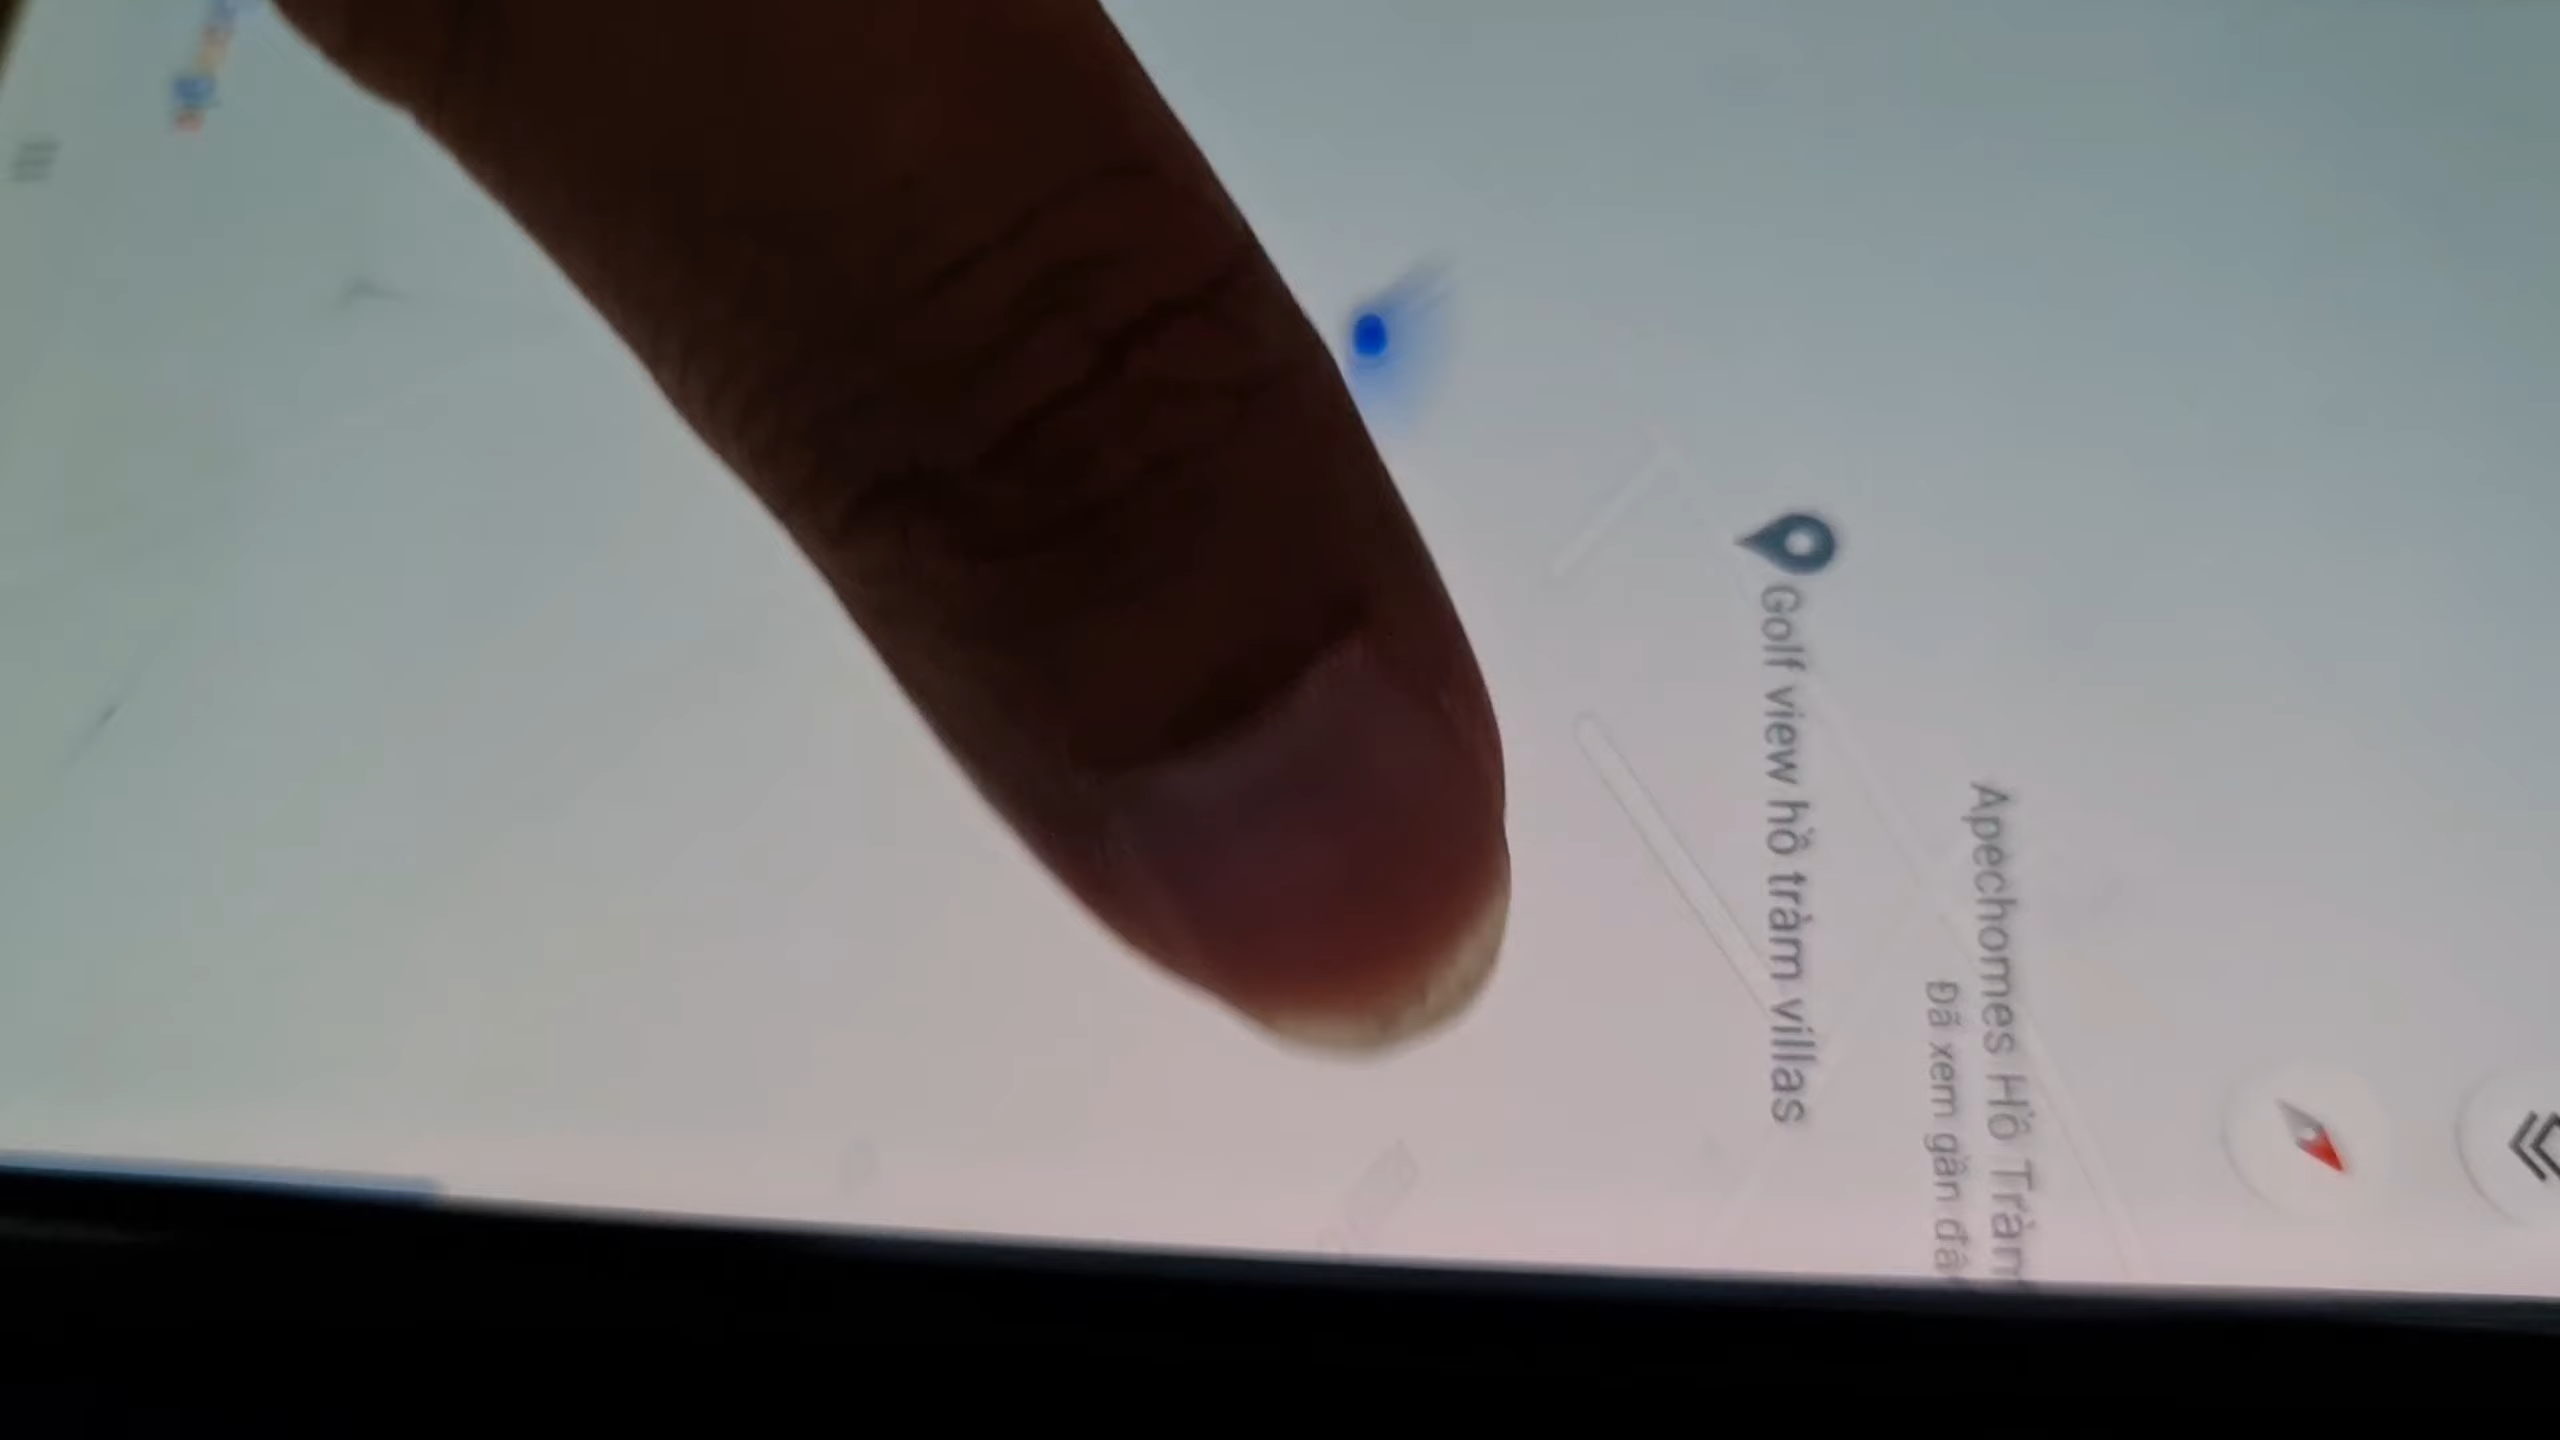 Apechomes Hồ Tràm
Đã xem gần đâ
Golf view hồ tràm villas